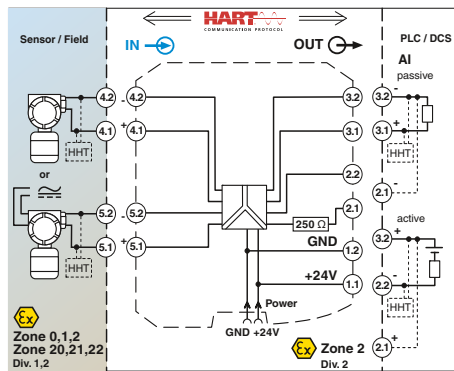 HART
COMMUNICATION PROTOCOL
Sensor / Field
IN
OUT
PLC / DCS
AI
passive
4.2
-
4.2
3.2
3.2
-
4.1
+
4.1
3.1
3.1
+
HHT
HHT
or
2.2
2.1
-
5.2
-
5.2
2.1
active
250 Ω
GND
3.2
+
5.1
+
5.1
1.2
HHT
+24V
2.2
-
1.1
HHT
Power
GND +24V
2.1
+
Ex
Zone 0,1,2
Zone 20,21,22
Div. 1,2
Ex
Zone 2
Div. 2